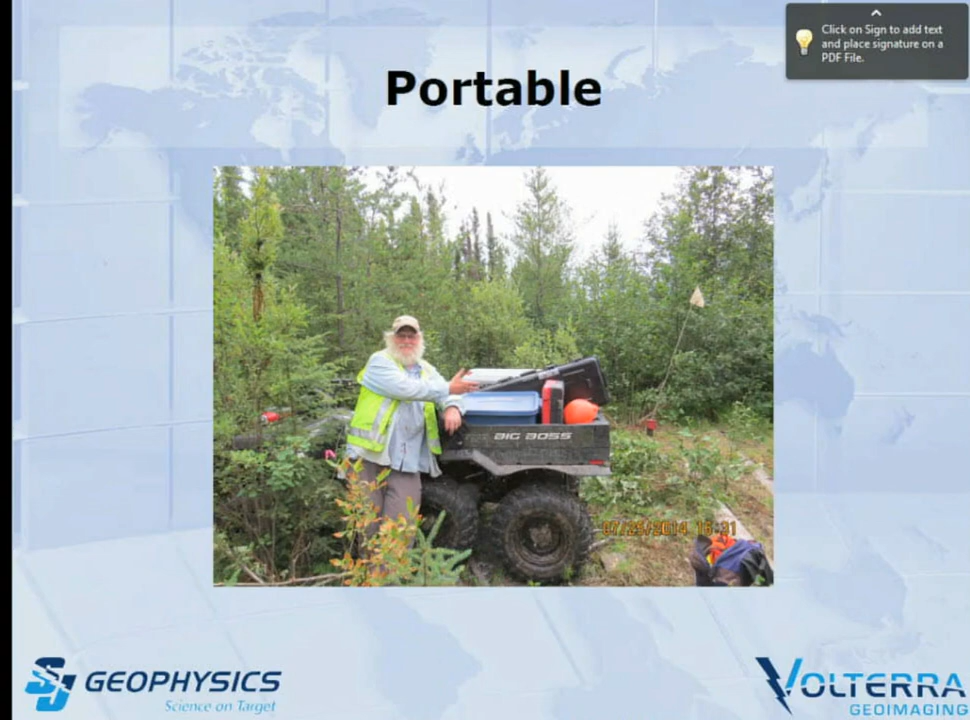 Click on Sign to add text
and place signature on a
PDF File.
Portable
BIG BOSS
07/25/2014 16:31
SJ GEOPHYSICS
Science on Target
VOLTERRA
GEOIMAGING